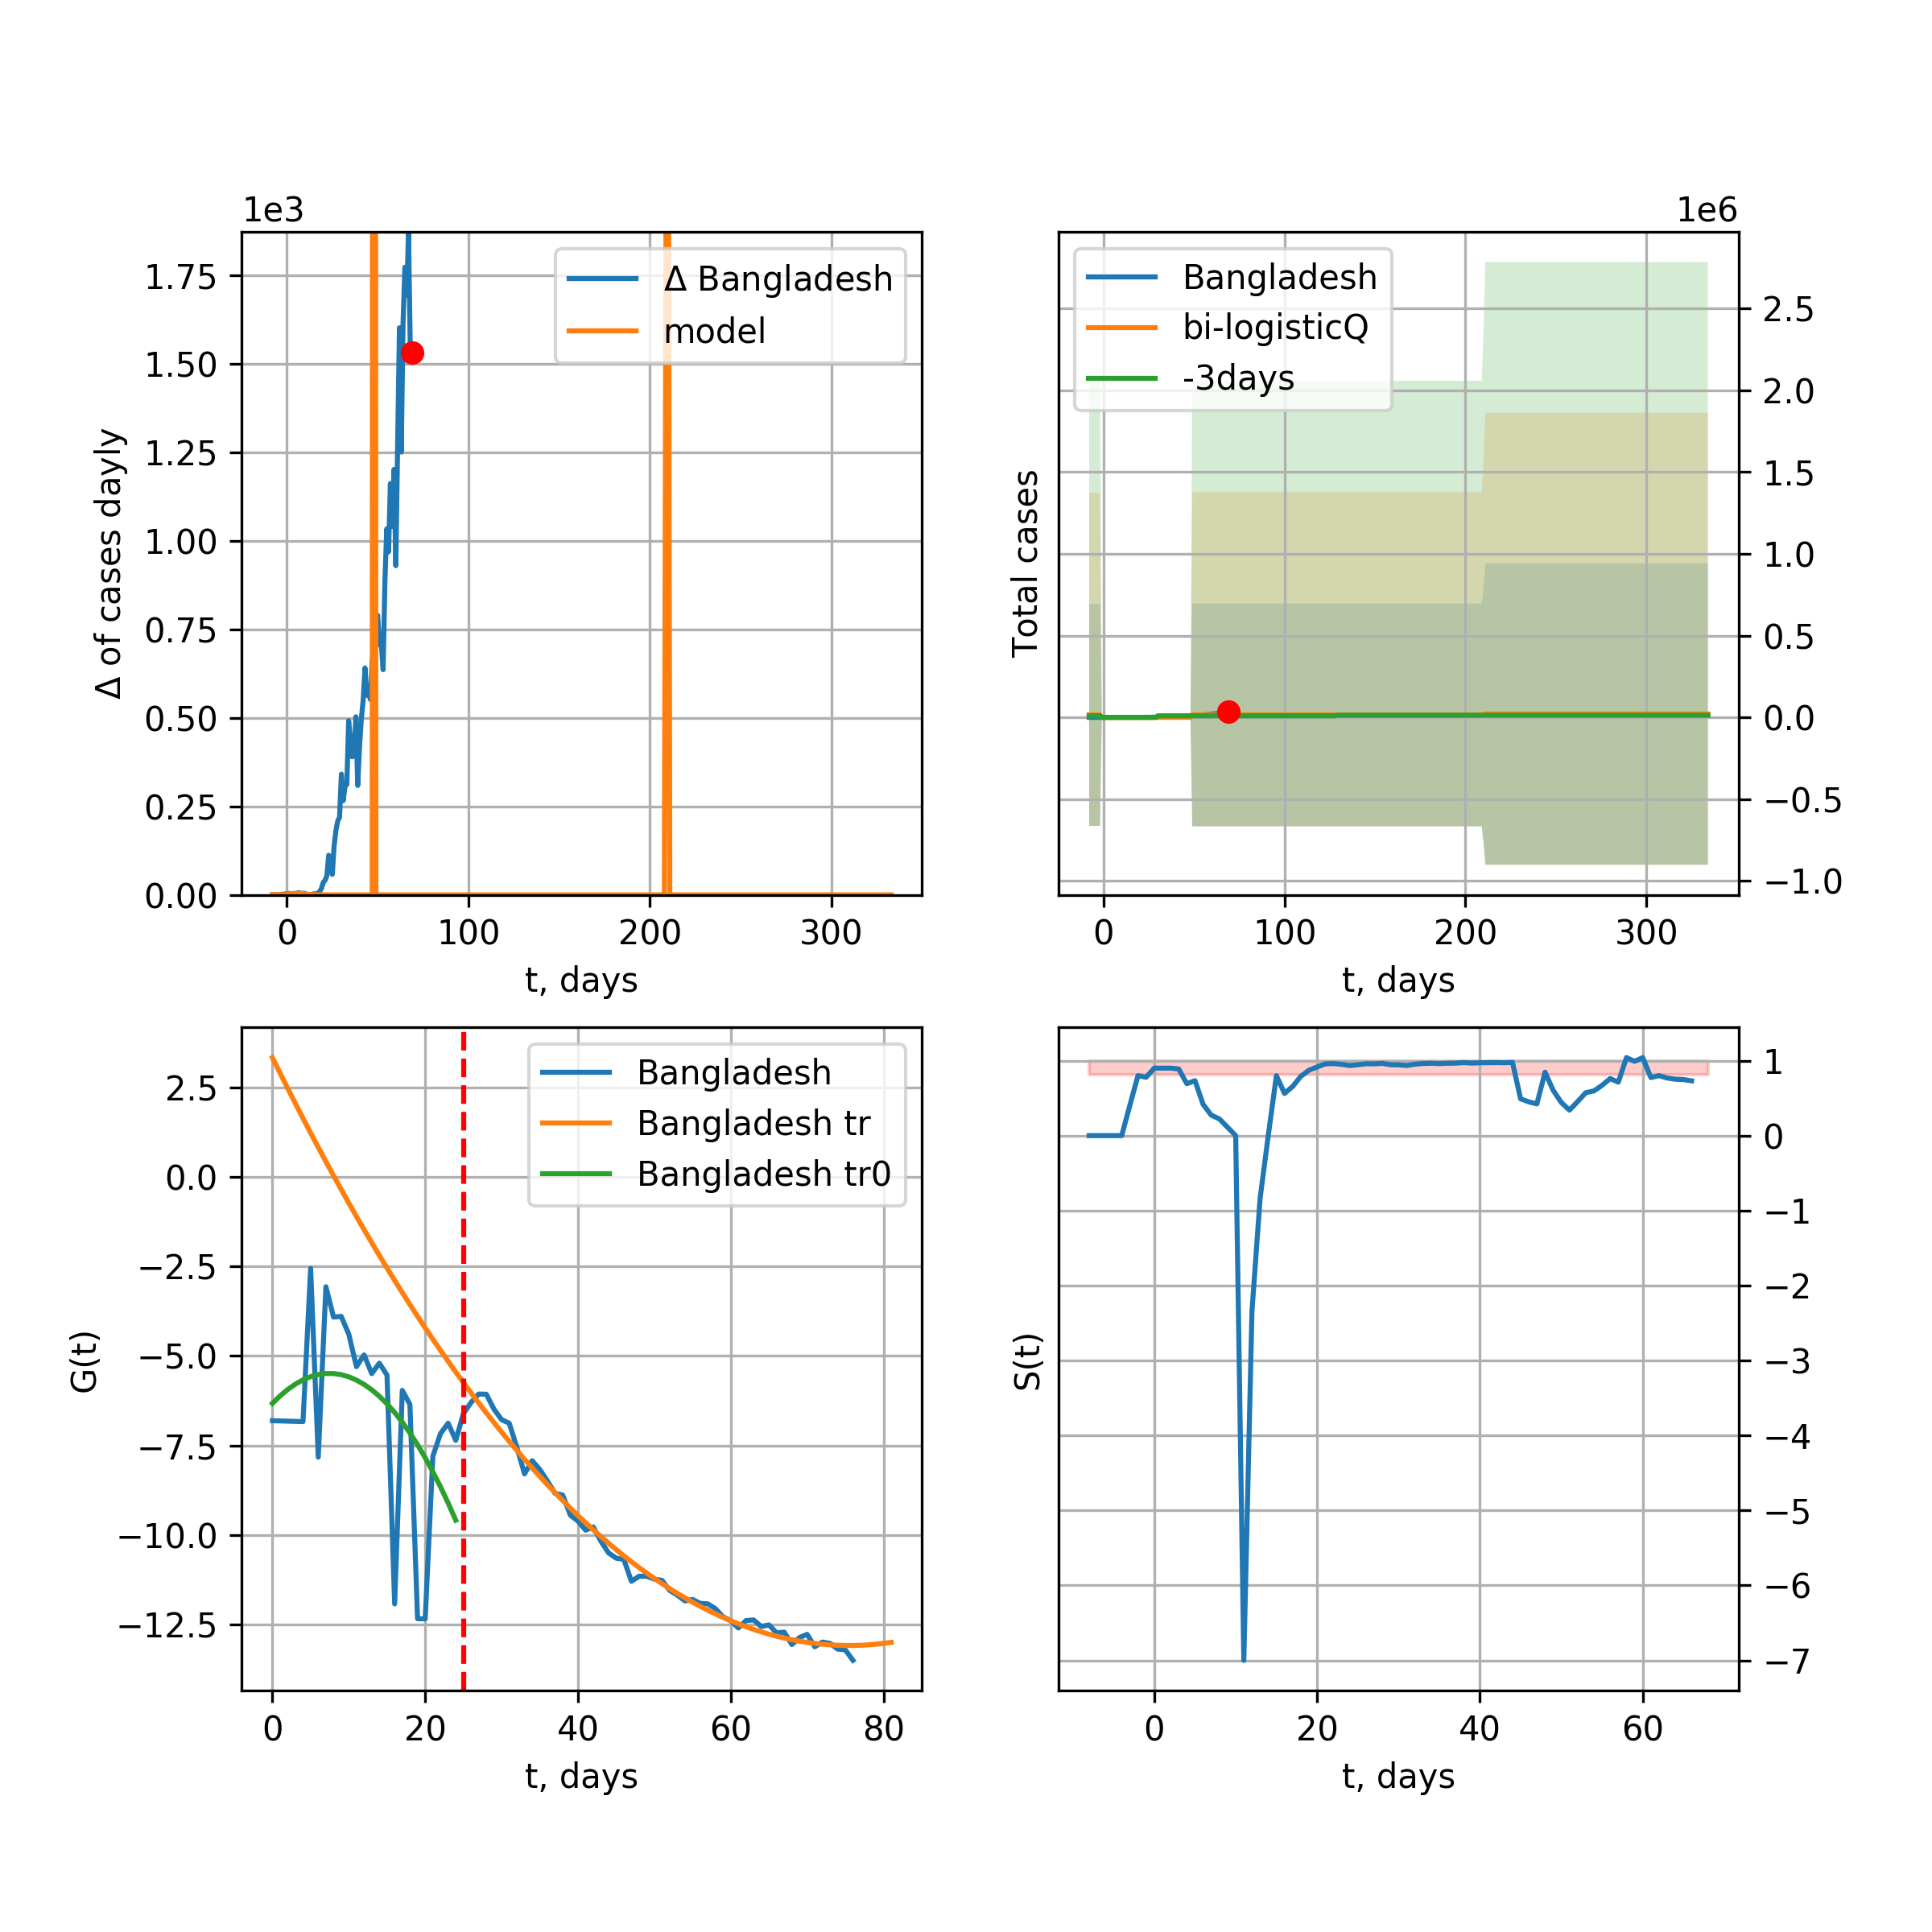 1e3
Δ Bangladesh
model
1.75
1.50
1.25
1.00
0.75
0.50
0.25
0.00
Δ of cases dayly
0
100
200
300
t, days
1e6
Bangladesh
bi-logisticQ
-3days
2.5
2.0
1.5
1.0
0.5
0.0
−0.5
−1.0
Total cases
0
100
200
300
t, days
Bangladesh
Bangladesh tr
Bangladesh tr0
2.5
0.0
−2.5
−5.0
−7.5
−10.0
−12.5
G(t)
0
20
40
60
80
t, days
1
0
−1
−2
−3
−4
−5
−6
−7
S(t)
0
20
40
60
t, days